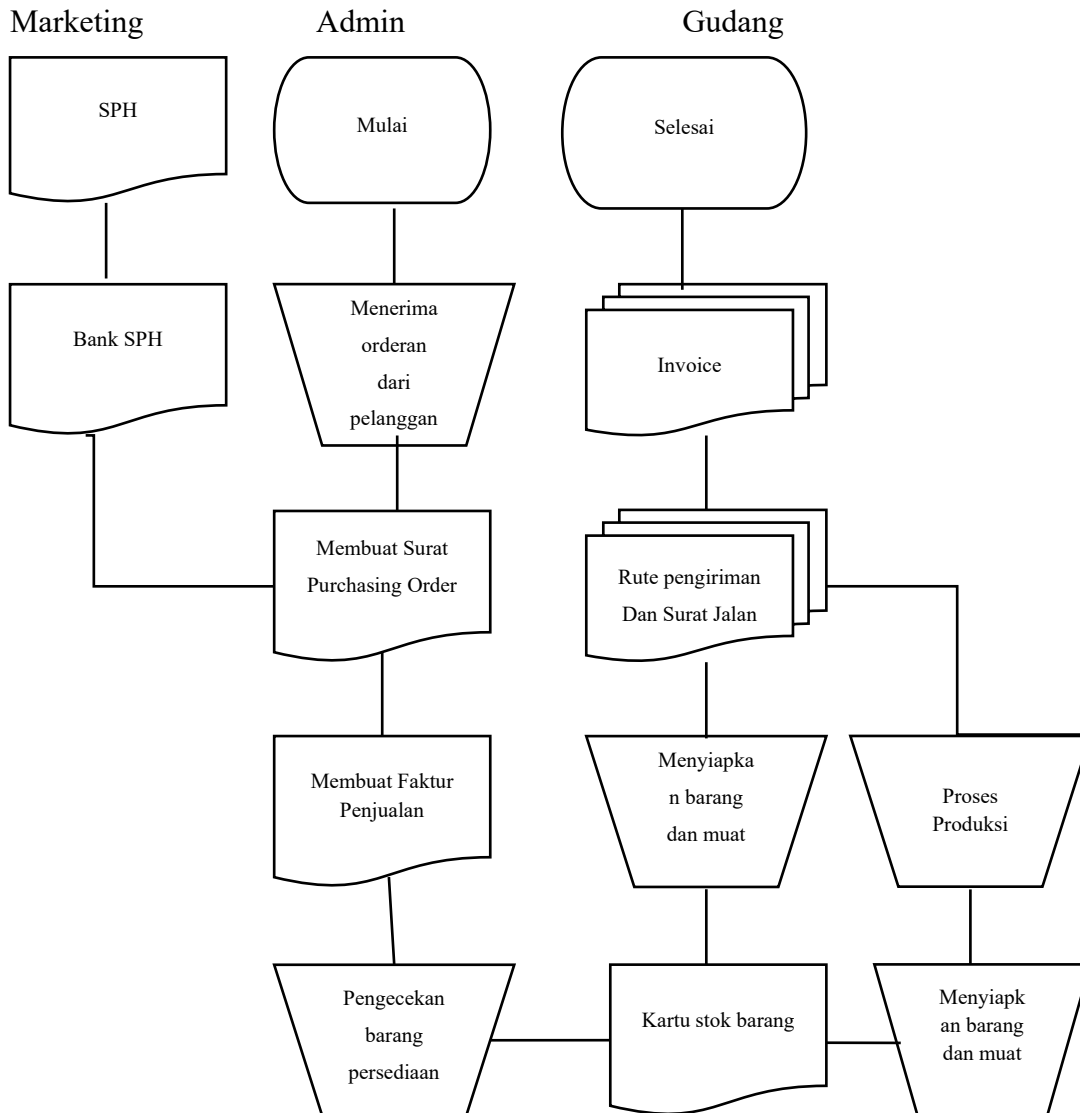 Marketing
Admin
Gudang
SPH
Mulai
Selesai
Bank SPH
Menerima
orderan
dari
pelanggan
Invoice
Membuat Surat
Purchasing Order
Rute pengiriman
Dan Surat Jalan
Membuat Faktur
Penjualan
Menyiapka
n barang
dan muat
Proses
Produksi
Pengecekan
barang
persediaan
Kartu stok barang
Menyiapk
an barang
dan muat